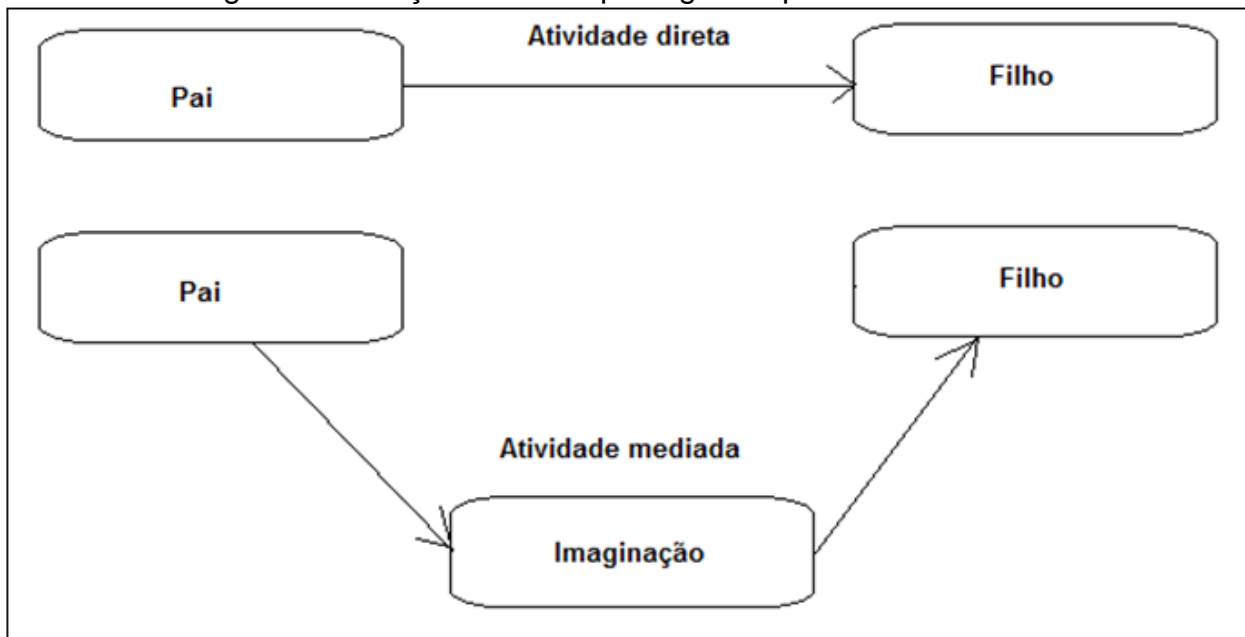 Atividade direta
Pai
Filho
Pai
Filho
Atividade mediada
Imaginação